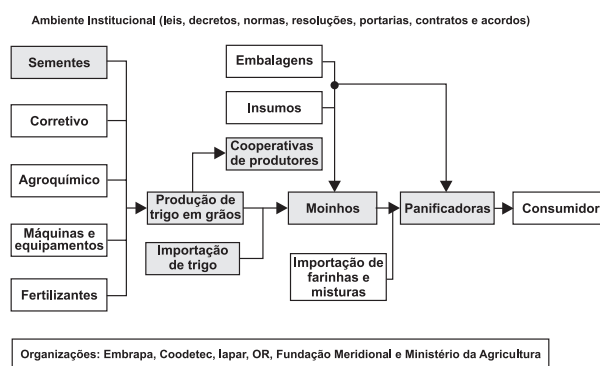 Ambiente Institucional (leis, decretos, normas, resoluções, portarias, contratos e acordos)
Sementes
Corretivo
Agroquímico
Máquinas e
equipamentos
Fertilizantes
Embalagens
Insumos
Cooperativas
de produtores
Produção de
trigo em grãos
Importação
de trigo
Moinhos
Importação de
farinhas e
misturas
Panificadoras
Consumidor
Organizações: Embrapa, Coodetec, Iapar, OR, Fundação Meridional e Ministério da Agricultura